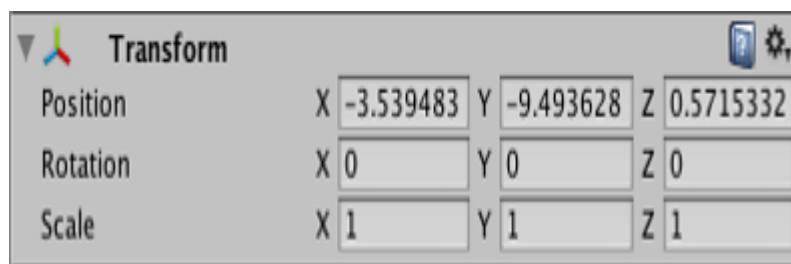 Transform
Position X -3.539483 Y -9.493628 Z 0.5715332
Rotation X 0 Y 0 Z 0
Scale X 1 Y 1 Z 1